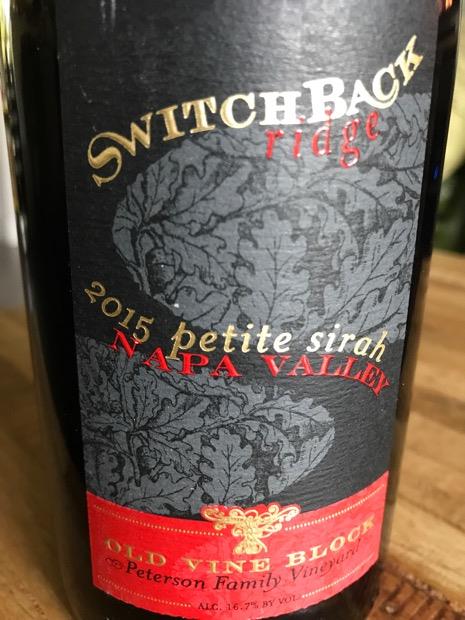 SWITCHBACK
ridge
2015 petite sirah
NAPA VALLEY
OLD VINE BLOCK
Peterson Family Vineyard
ALC. 16.7% BY VOL